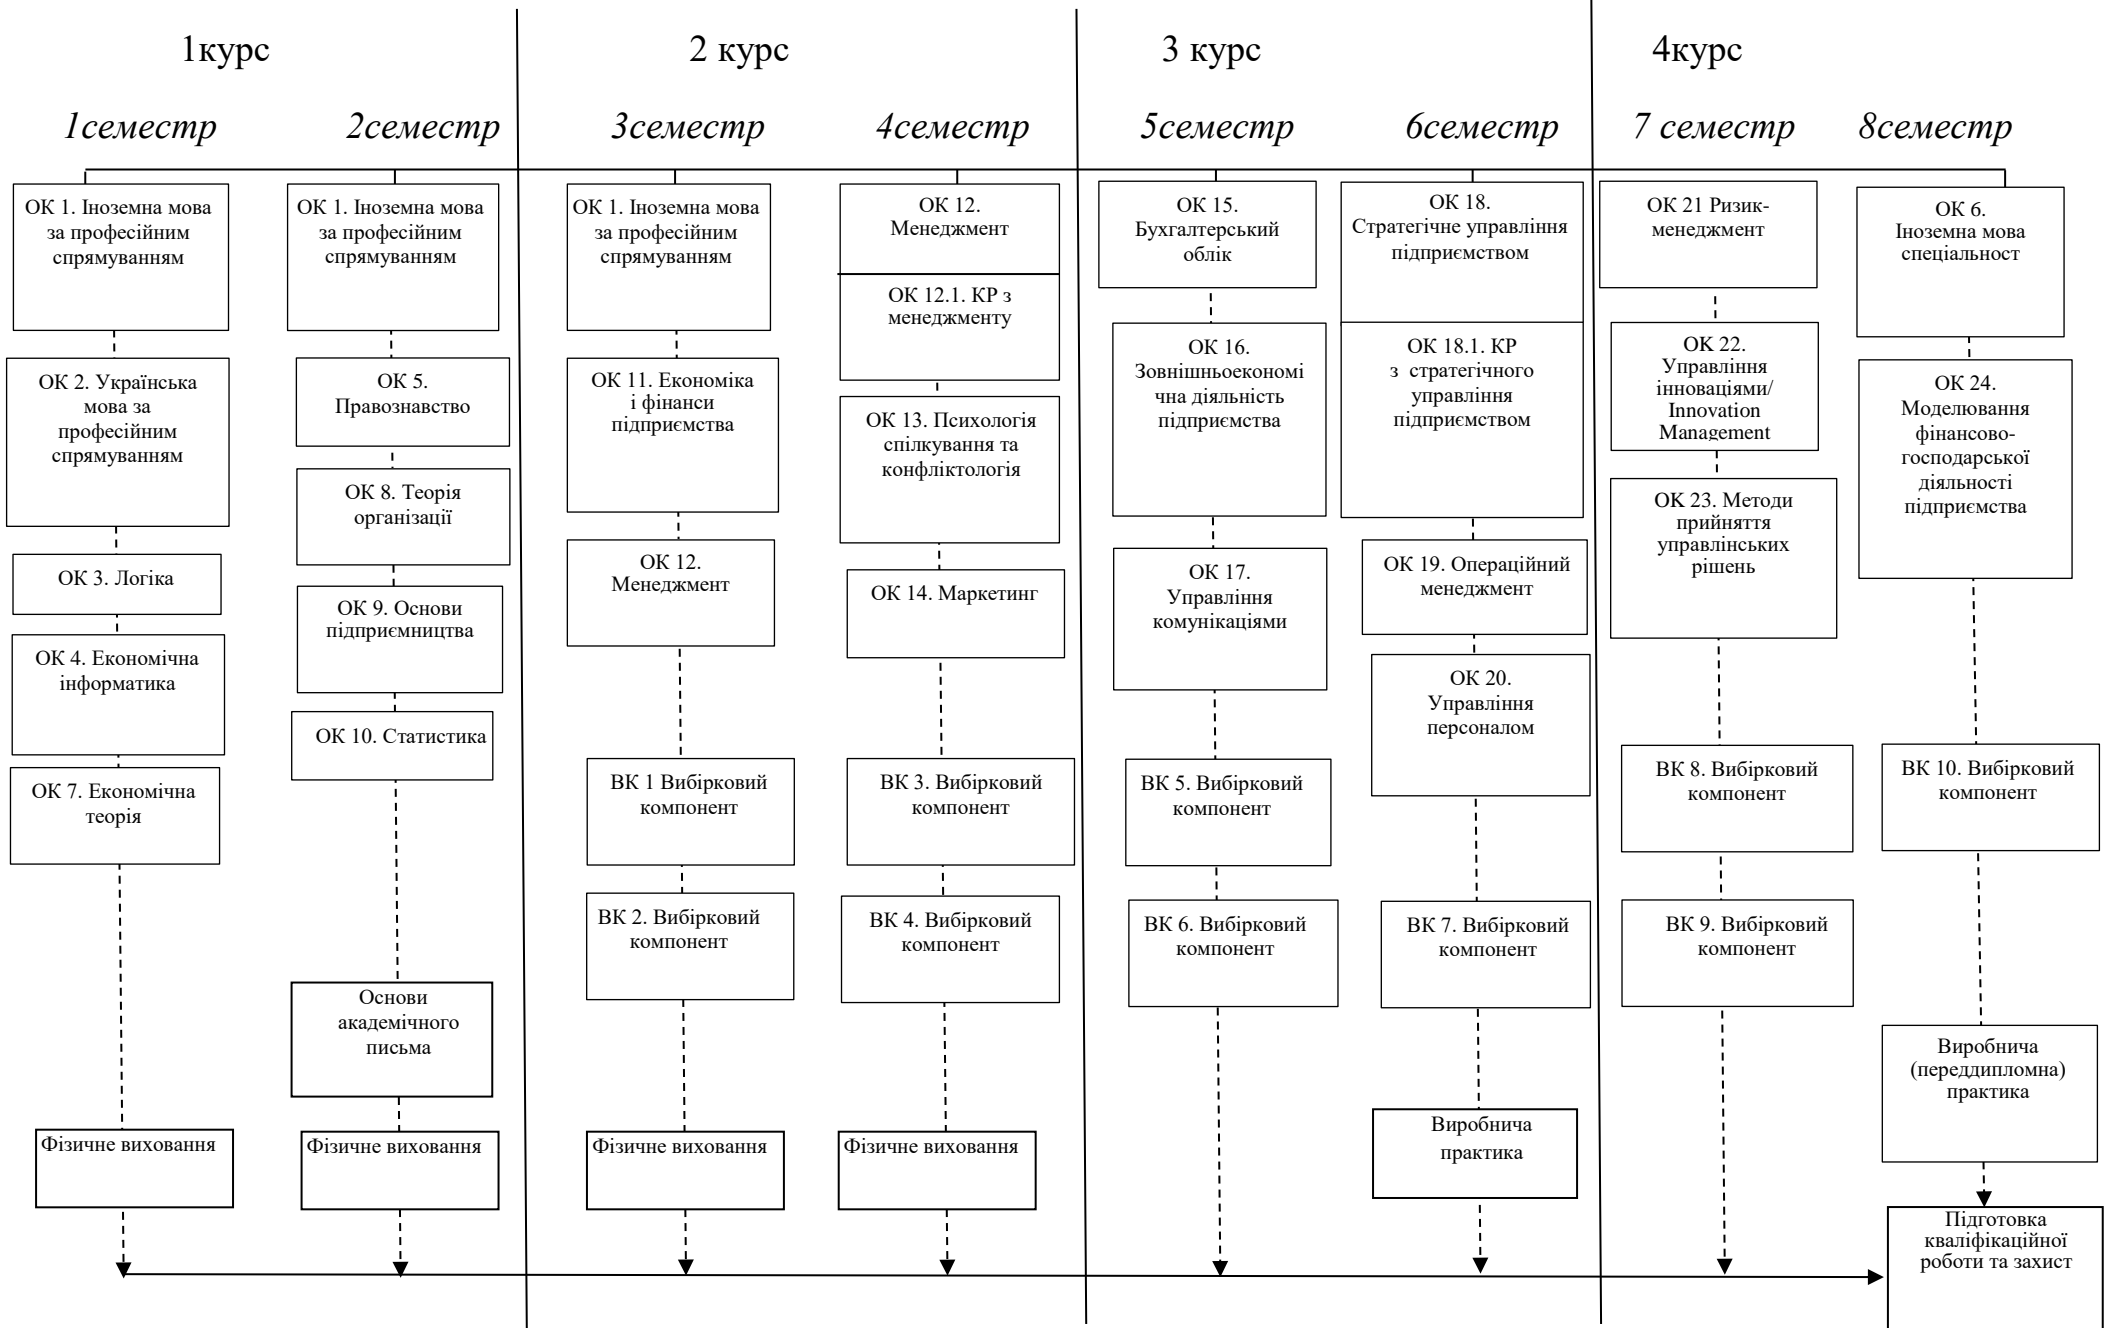 1курс
2 курс
3 курс
4курс
1семестр
2семестр
3семестр
4семестр
5семестр
6семестр
7 семестр
8семестр
ОК 1. Іноземна мова
за професійним
спрямуванням
ОК 2. Українська
мова за
професійним
спрямуванням
ОК 3. Логіка
ОК 4. Економічна
інформатика
ОК 7. Економічна
теорія
Фізичне виховання
ОК 1. Іноземна мова
за професійним
спрямуванням
ОК 5.
Правознавство
ОК 8. Теорія
організації
ОК 9. Основи
підприємництва
ОК 10. Статистика
Основи
академічного
письма
Фізичне виховання
ОК 1. Іноземна мова
за професійним
спрямуванням
ОК 11. Економіка
і фінанси
підприємства
ОК 12.
Менеджмент
ВК 1 Вибірковий
компонент
ВК 2. Вибірковий
компонент
Фізичне виховання
ОК 12.
Менеджмент
ОК 12.1. КР з
менеджменту
ОК 13. Психологія
спілкування та
конфліктологія
ОК 14. Маркетинг
ВК 3. Вибірковий
компонент
ВК 4. Вибірковий
компонент
Фізичне виховання
ОК 15.
Бухгалтерський
облік
ОК 16.
Зовнішньоекономі
чна діяльність
підприємства
ОК 17.
Управління
комунікаціями
ВК 5. Вибірковий
компонент
ВК 6. Вибірковий
компонент
ОК 18.
Стратегічне управління
підприємством
ОК 18.1. КР
з стратегічного
управління
підприємством
ОК 19. Операційний
менеджмент
ОК 20.
Управління
персоналом
ВК 7. Вибірковий
компонент
Виробнича
практика
ОК 21 Ризик-
менеджмент
ОК 22.
Управління
інноваціями/
Innovation
Management
ОК 23. Методи
прийняття
управлінських
рішень
ВК 8. Вибірковий
компонент
ВК 9. Вибірковий
компонент
ОК 6.
Іноземна мова
спеціальност
ОК 24.
Моделювання
фінансово-
господарської
діяльності
підприємства
ВК 10. Вибірковий
компонент
Виробнича
(переддипломна)
практика
Підготовка
кваліфікаційної
роботи та захист